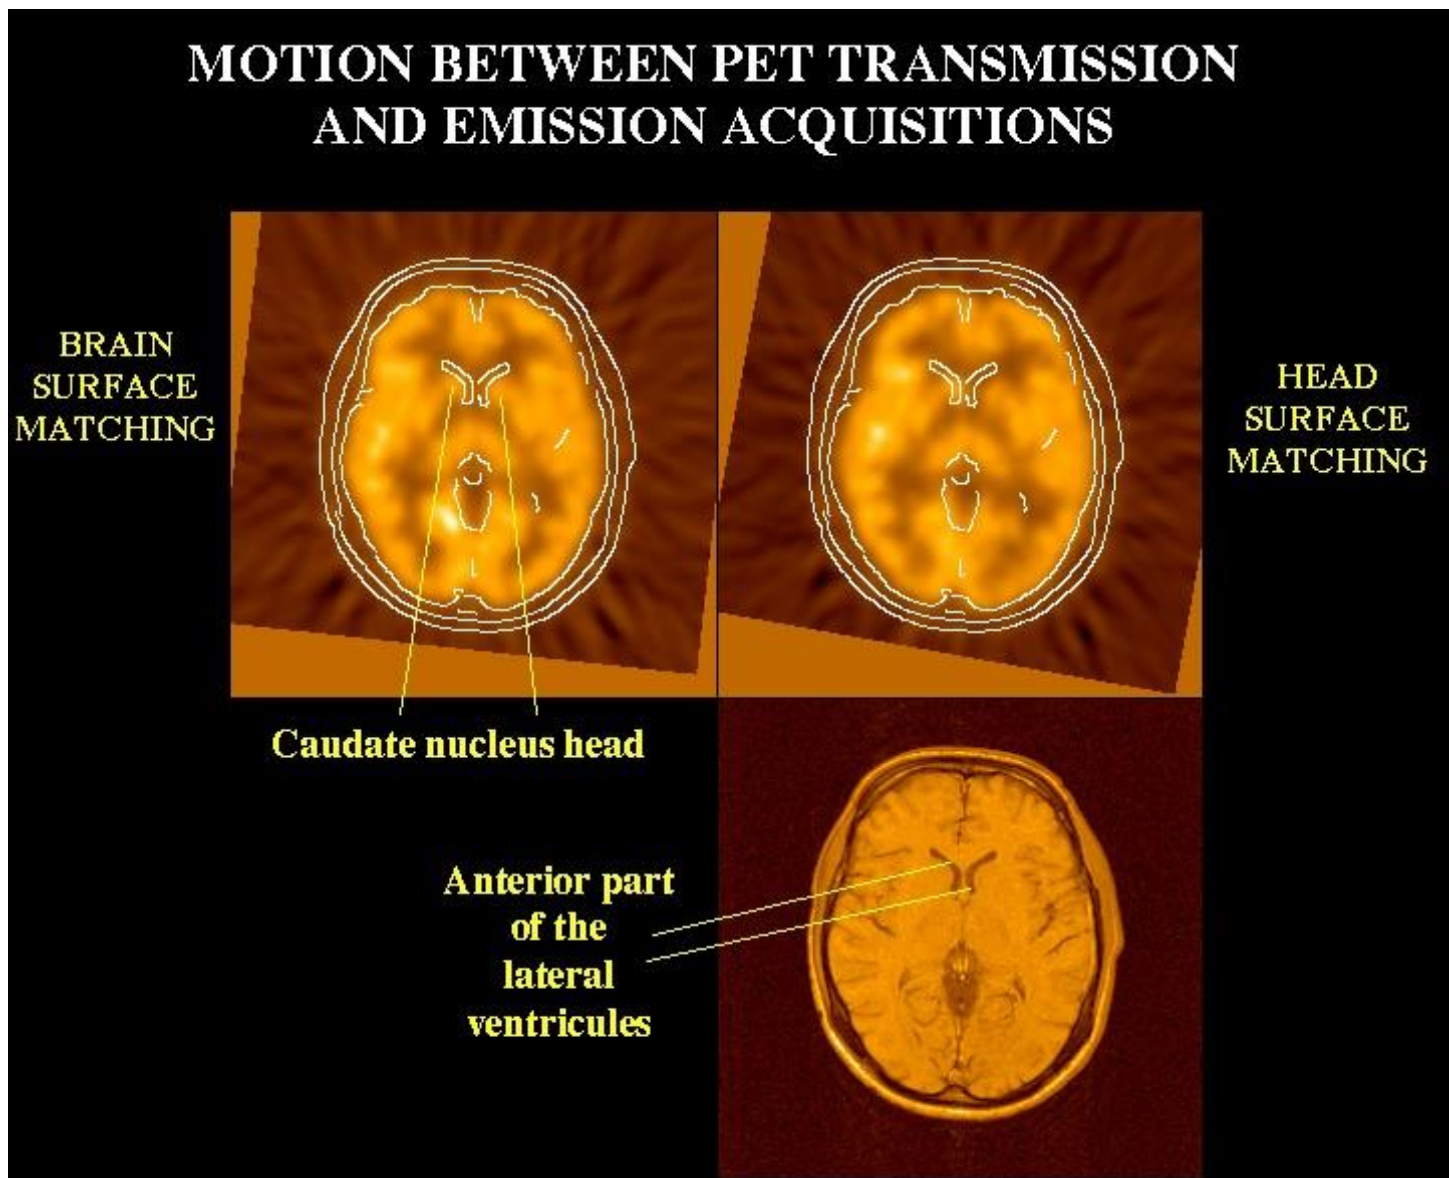 MOTION BETWEEN PET TRANSMISSION
AND EMISSION ACQUISITIONS
BRAIN
SURFACE
MATCHING
HEAD
SURFACE
MATCHING
Caudate nucleus head
Anterior part
of the
lateral
ventricules